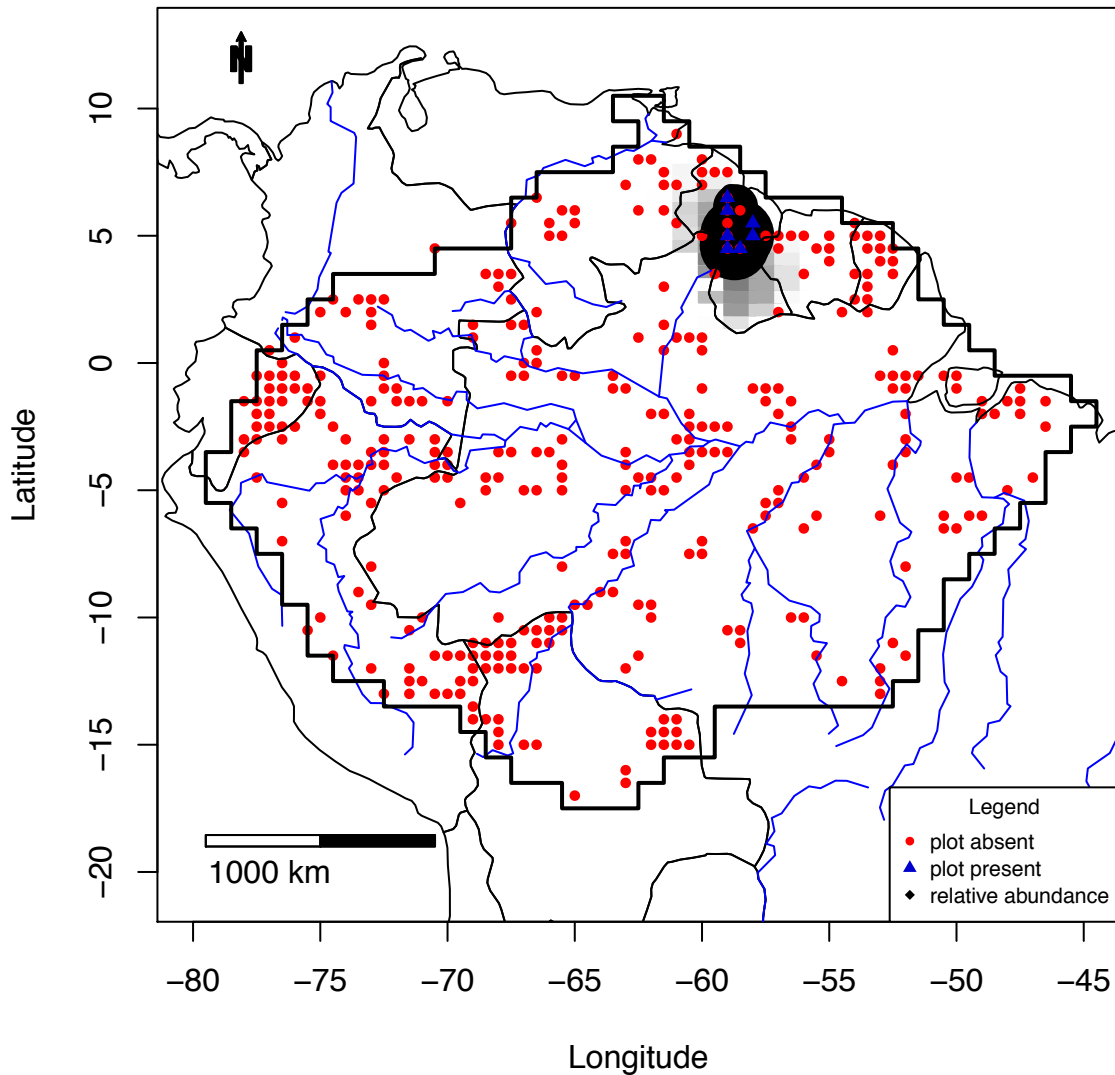 N
10
5
0
−5
−10
−15
−20
Latitude
1000 km
Legend
plot absent
plot present
relative abundance
−80 −75 −70 −65 −60 −55 −50 −45
Longitude